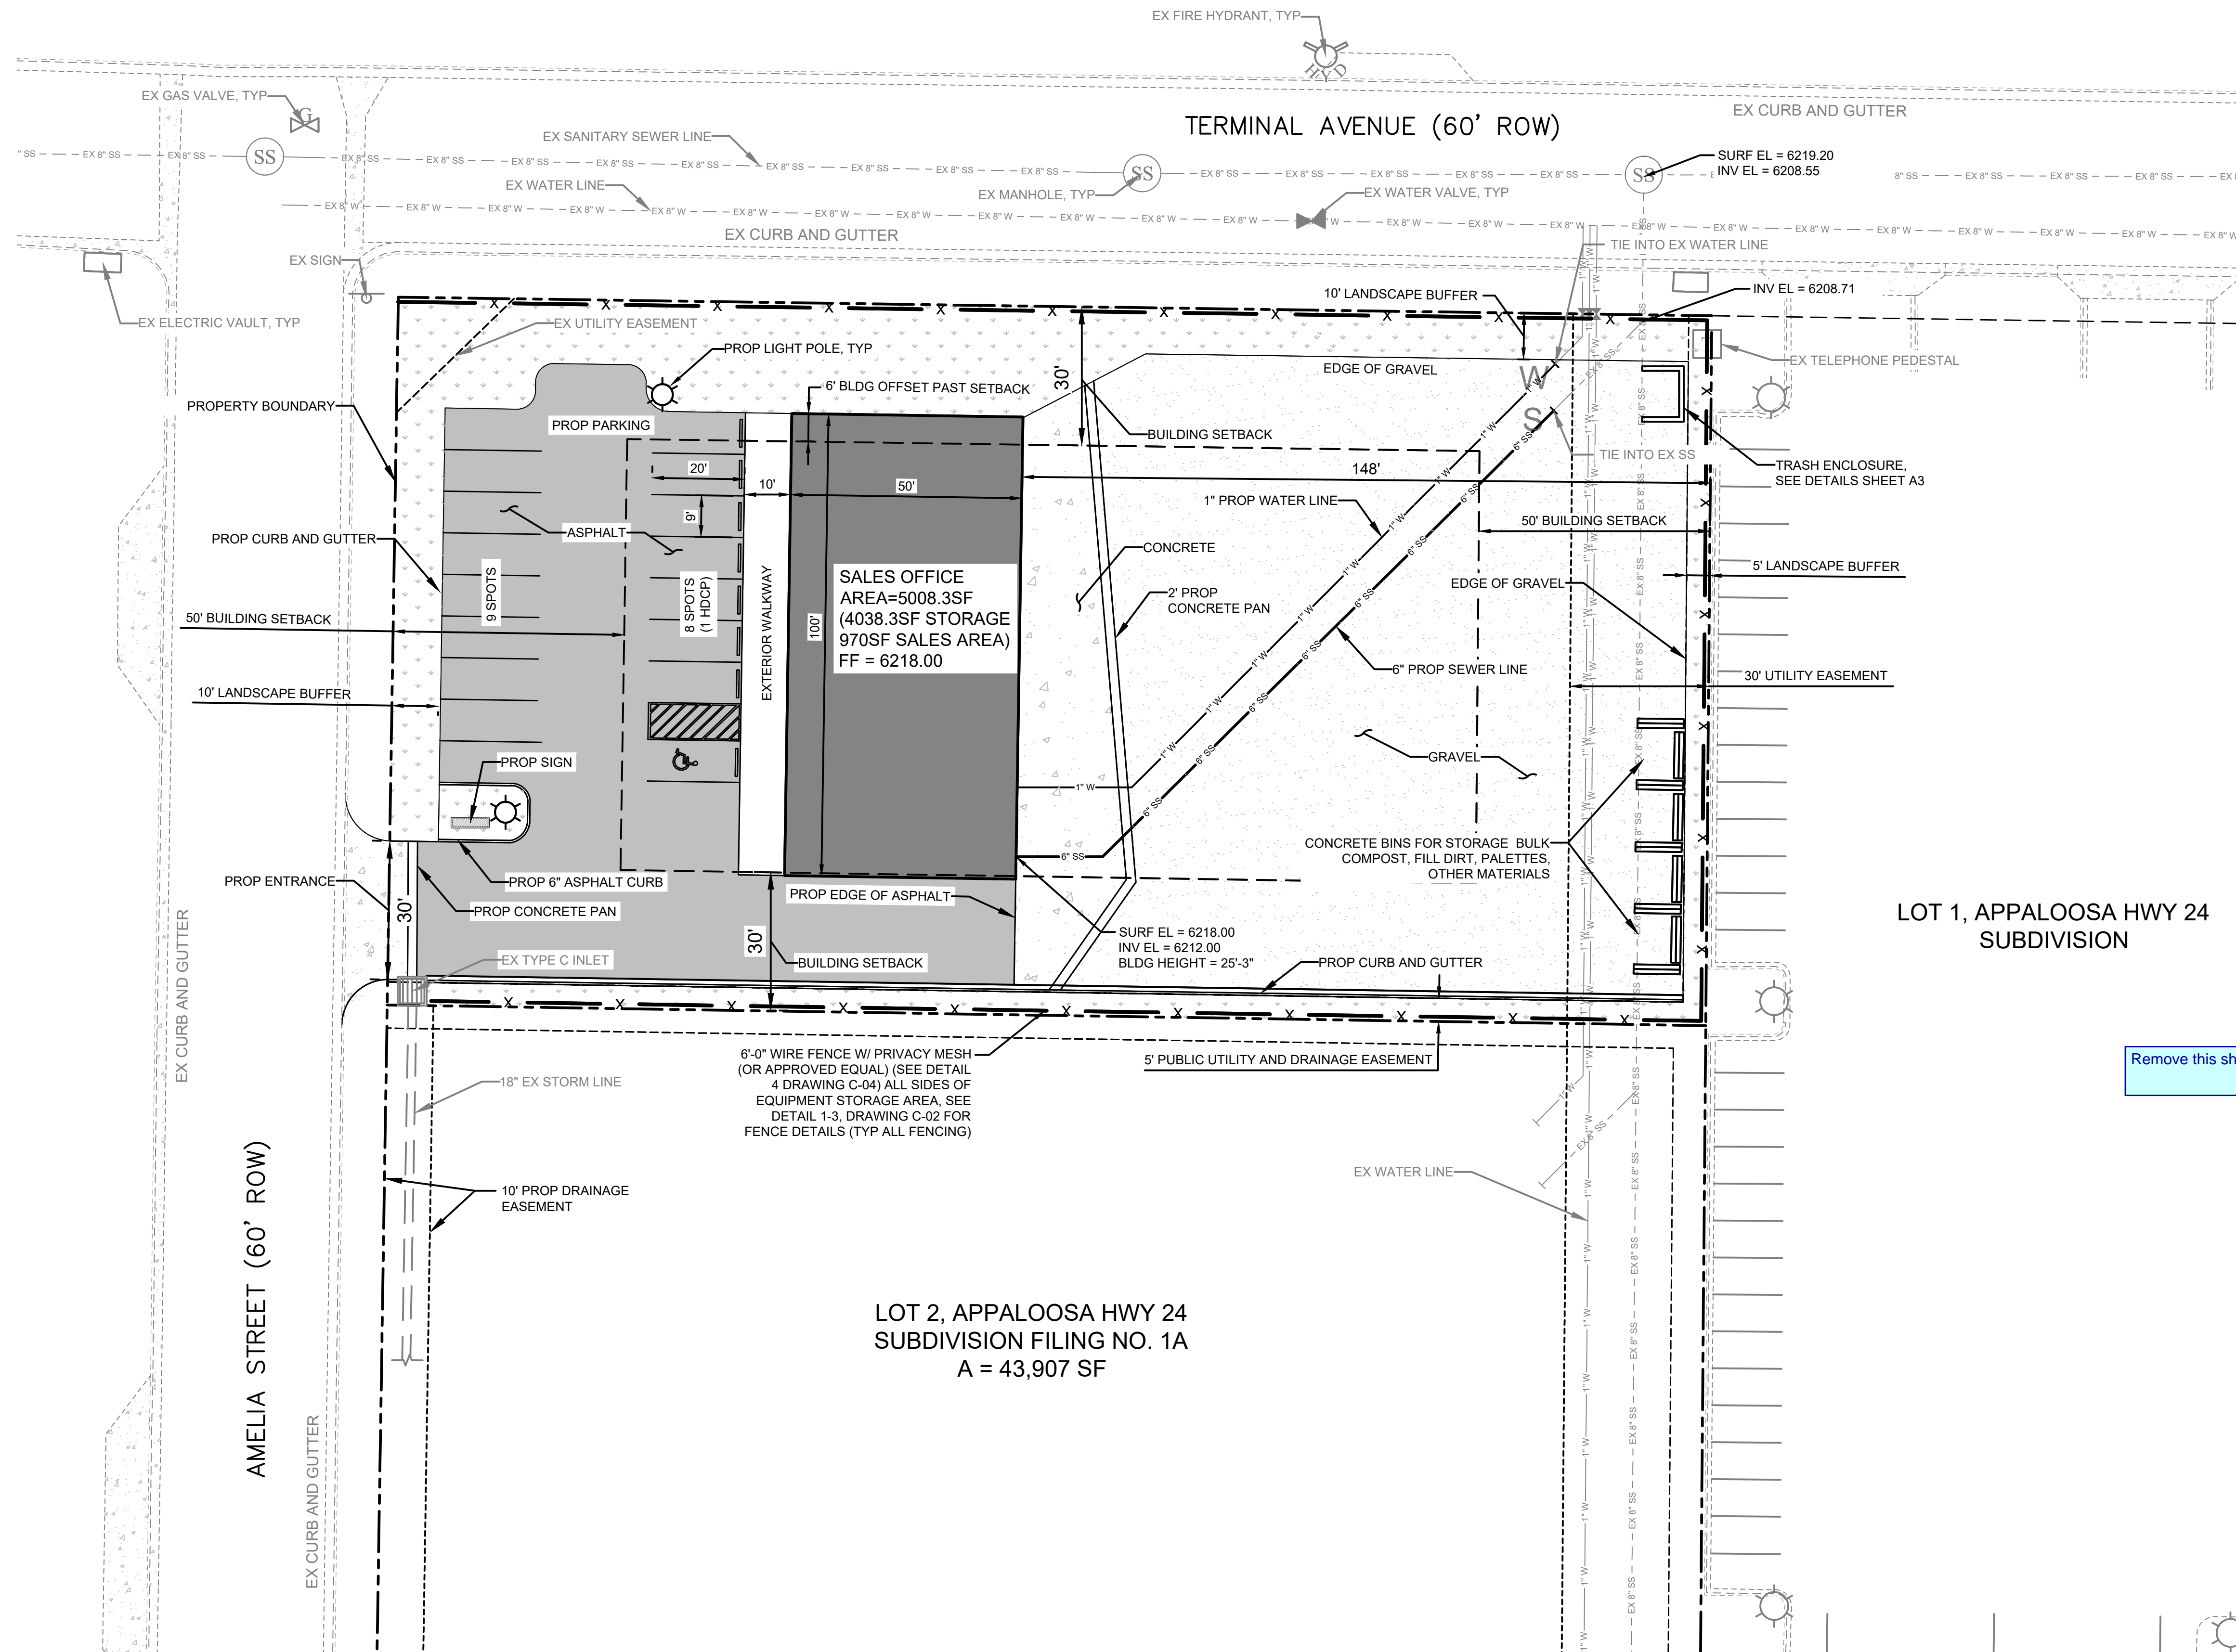 EX FIRE HYDRANT, TYP
HYD
EX GAS VALVE, TYP
G
EX CURB AND GUTTER
TERMINAL AVENUE (60' ROW)
EX SANITARY SEWER LINE
SURF EL = 6219.20
INV EL = 6208.55
SS
EX 8" SS
SS
SS
EX WATER LINE
EX MANHOLE, TYP
EX WATER VALVE, TYP
EX 8" W
EX CURB AND GUTTER
TIE INTO EX WATER LINE
EX SIGN
10' LANDSCAPE BUFFER
INV EL = 6208.71
EX ELECTRIC VAULT, TYP
EX UTILITY EASEMENT
PROP LIGHT POLE, TYP
EX TELEPHONE PEDESTAL
EDGE OF GRAVEL
30'
6' BLDG OFFSET PAST SETBACK
W
S
PROPERTY BOUNDARY
PROP PARKING
BUILDING SETBACK
TIE INTO EX SS
TRASH ENCLOSURE,
SEE DETAILS SHEET A3
20'
10'
50'
148'
1" PROP WATER LINE
9'
50' BUILDING SETBACK
PROP CURB AND GUTTER
ASPHALT
CONCRETE
5' LANDSCAPE BUFFER
EDGE OF GRAVEL
9 SPOTS
8 SPOTS
(1 HDCP)
EXTERIOR WALKWAY
100'
SALES OFFICE
AREA=5008.3SF
(4038.3SF STORAGE
970SF SALES AREA)
FF = 6218.00
2' PROP
CONCRETE PAN
50' BUILDING SETBACK
6" PROP SEWER LINE
30' UTILITY EASEMENT
10' LANDSCAPE BUFFER
PROP SIGN
GRAVEL
1" W
6" SS
CONCRETE BINS FOR STORAGE BULK
COMPOST, FILL DIRT, PALETTES,
OTHER MATERIALS
PROP ENTRANCE
30'
PROP 6" ASPHALT CURB
PROP CONCRETE PAN
PROP EDGE OF ASPHALT
LOT 1, APPALOOSA HWY 24
SUBDIVISION
SURF EL = 6218.00
INV EL = 6212.00
BLDG HEIGHT = 25'-3"
30'
EX TYPE C INLET
BUILDING SETBACK
PROP CURB AND GUTTER
EX CURB AND GUTTER
6'-0" WIRE FENCE W/ PRIVACY MESH
(OR APPROVED EQUAL) (SEE DETAIL
4 DRAWING C-04) ALL SIDES OF
EQUIPMENT STORAGE AREA, SEE
DETAIL 1-3, DRAWING C-02 FOR
FENCE DETAILS (TYP ALL FENCING)
5' PUBLIC UTILITY AND DRAINAGE EASEMENT
Remove this sh
18" EX STORM LINE
EX WATER LINE
10' PROP DRAINAGE
EASEMENT
AMELIA STREET (60' ROW)
EX CURB AND GUTTER
LOT 2, APPALOOSA HWY 24
SUBDIVISION FILING NO. 1A
A = 43,907 SF